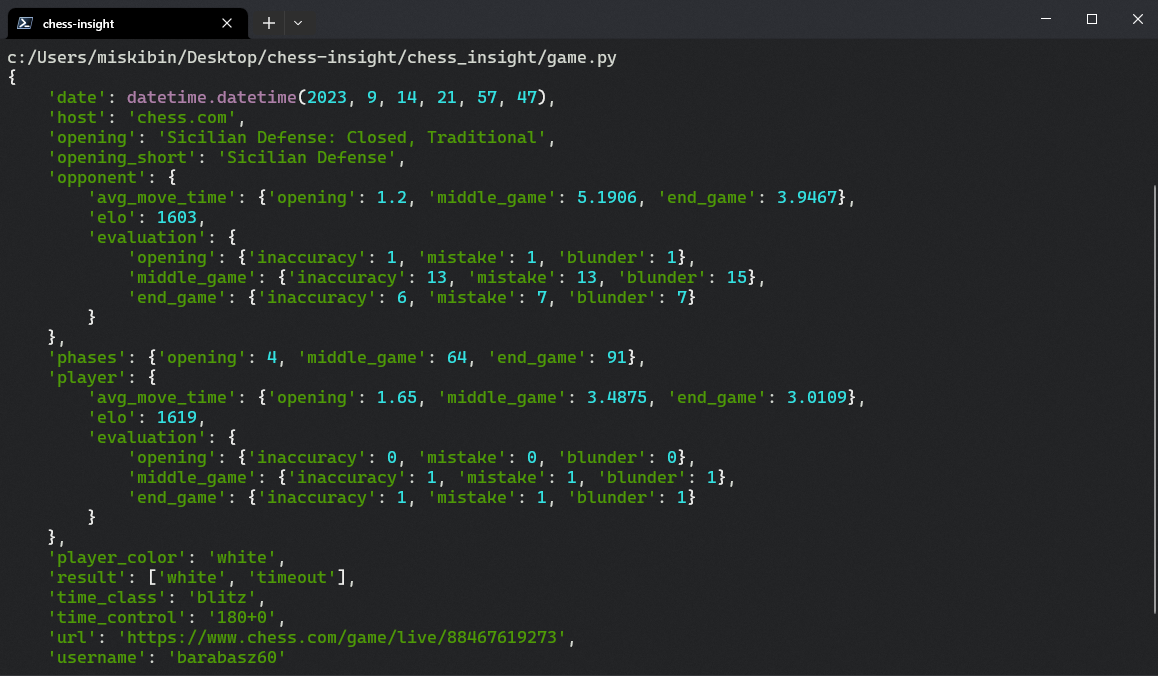 chess-insight
c:/Users/miskibin/Desktop/chess-insight/chess_insight/game.py
{
    'date': datetime.datetime(2023, 9, 14, 21, 57, 47),
    'host': 'chess.com',
    'opening': 'Sicilian Defense: Closed, Traditional',
    'opening_short': 'Sicilian Defense',
    'opponent': {
        'avg_move_time': {'opening': 1.2, 'middle_game': 5.1906, 'end_game': 3.9467},
        'elo': 1603,
        'evaluation': {
            'opening': {'inaccuracy': 1, 'mistake': 1, 'blunder': 1},
            'middle_game': {'inaccuracy': 13, 'mistake': 13, 'blunder': 15},
            'end_game': {'inaccuracy': 6, 'mistake': 7, 'blunder': 7}
        }
    },
    'phases': {'opening': 4, 'middle_game': 64, 'end_game': 91},
    'player': {
        'avg_move_time': {'opening': 1.65, 'middle_game': 3.4875, 'end_game': 3.0109},
        'elo': 1619,
        'evaluation': {
            'opening': {'inaccuracy': 0, 'mistake': 0, 'blunder': 0},
            'middle_game': {'inaccuracy': 1, 'mistake': 1, 'blunder': 1},
            'end_game': {'inaccuracy': 1, 'mistake': 1, 'blunder': 1}
        }
    },
    'player_color': 'white',
    'result': ['white', 'timeout'],
    'time_class': 'blitz',
    'time_control': '180+0',
    'url': 'https://www.chess.com/game/live/88467619273',
    'username': 'barabasz60'